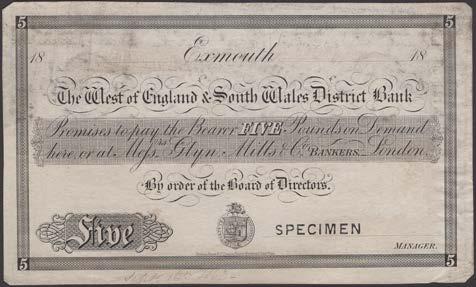 5 5
18 Exmouth 18
The West of England & South Wales District Bank
Promises to pay the Bearer FIVE Pounds on Demand
here, or at Messrs. Glyn, Mills & Co. BANKERS. London.
By order of the Board of Directors.
Five SPECIMEN
MANAGER.
5 5